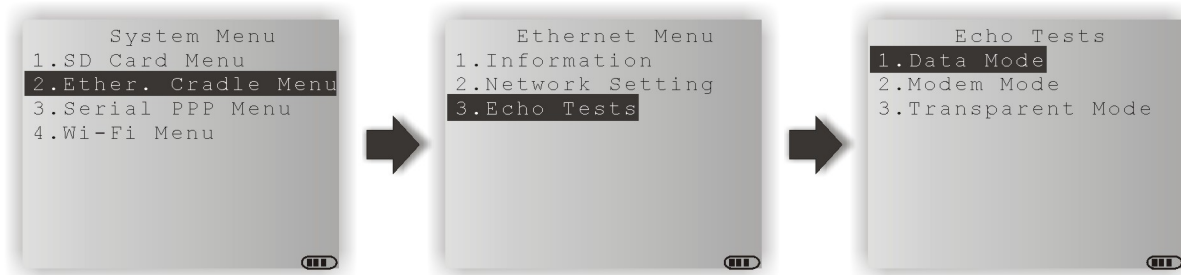 System Menu
1.SD Card Menu
2.Ether. Cradle Menu
3.Serial PPP Menu
4.Wi-Fi Menu
Ethernet Menu
1.Information
2.Network Setting
3.Echo Tests
Echo Tests
1.Data Mode
2.Modem Mode
3.Transparent Mode